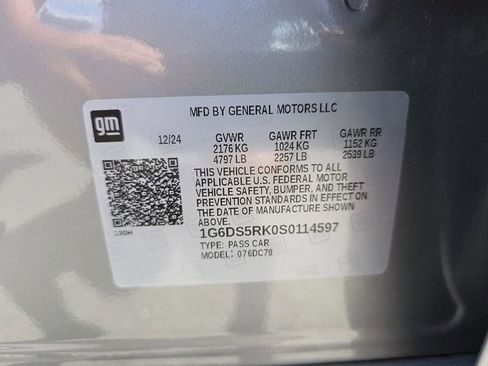 gm
MFD BY GENERAL MOTORS LLC
12/24 GVWR GAWR FRT GAWR RR
2176 KG 1024 KG 1152 KG
4797 LB 2257 LB 2539 LB
THIS VEHICLE CONFORMS TO ALL
APPLICABLE U.S. FEDERAL MOTOR
VEHICLE SAFETY, BUMPER, AND THEFT
PREVENTION STANDARDS IN EFFECT ON
THE DATE OF MANUFACTURE SHOWN
ABOVE.
1G6DS5RK0S0114597
TYPE: PASS CAR
MODEL: 076DC79